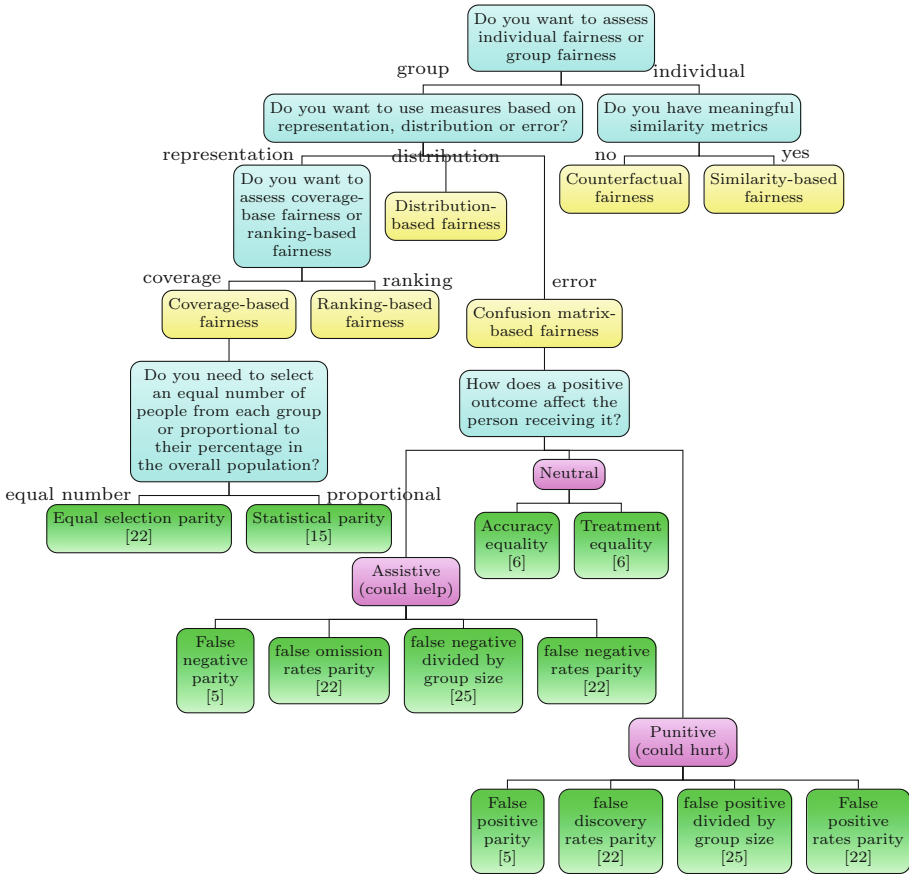 Do you want to assess
individual fairness or
group fairness
group
individual
Do you want to use measures based on
representation, distribution or error?
Do you have meaningful
similarity metrics
representation
distribution
no
yes
Do you want to
assess coverage-
base fairness or
ranking-based
fairness
Distribution-
based fairness
Counterfactual
fairness
Similarity-based
fairness
coverage
ranking
error
Coverage-based
fairness
Ranking-based
fairness
Confusion matrix-
based fairness
Do you need to select
an equal number of
people from each group
or proportional to
their percentage in
the overall population?
How does a positive
outcome affect the
person receiving it?
equal number
proportional
Neutral
Equal selection parity
[22]
Statistical parity
[15]
Accuracy
equality
[6]
Treatment
equality
[6]
Assistive
(could help)
False
negative
parity
[5]
false omission
rates parity
[22]
false negative
divided by
group size
[25]
false negative
rates parity
[22]
Punitive
(could hurt)
False
positive
parity
[5]
false
discovery
rates parity
[22]
false positive
divided by
group size
[25]
False
positive
rates parity
[22]